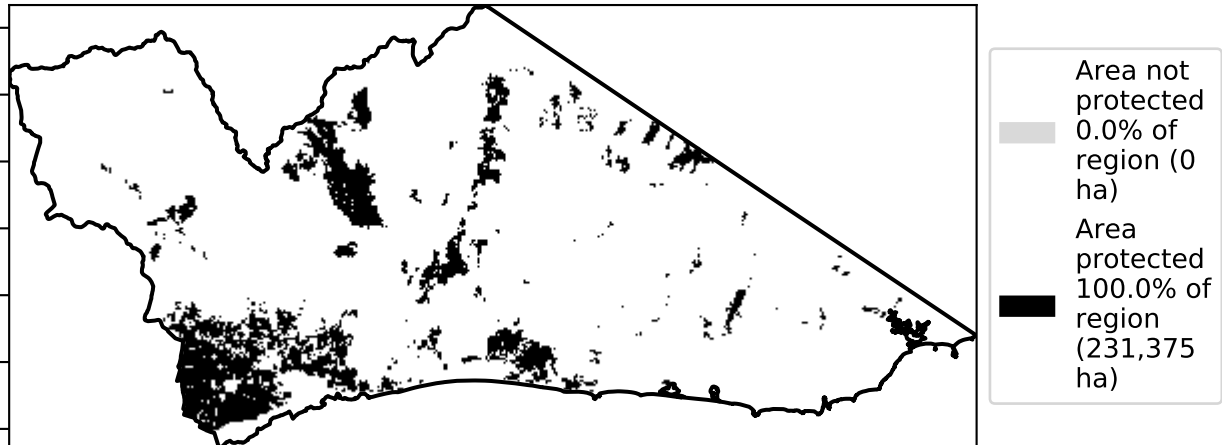 Area not
protected
0.0% of
region (0
ha)
Area
protected
100.0% of
region
(231,375
ha)